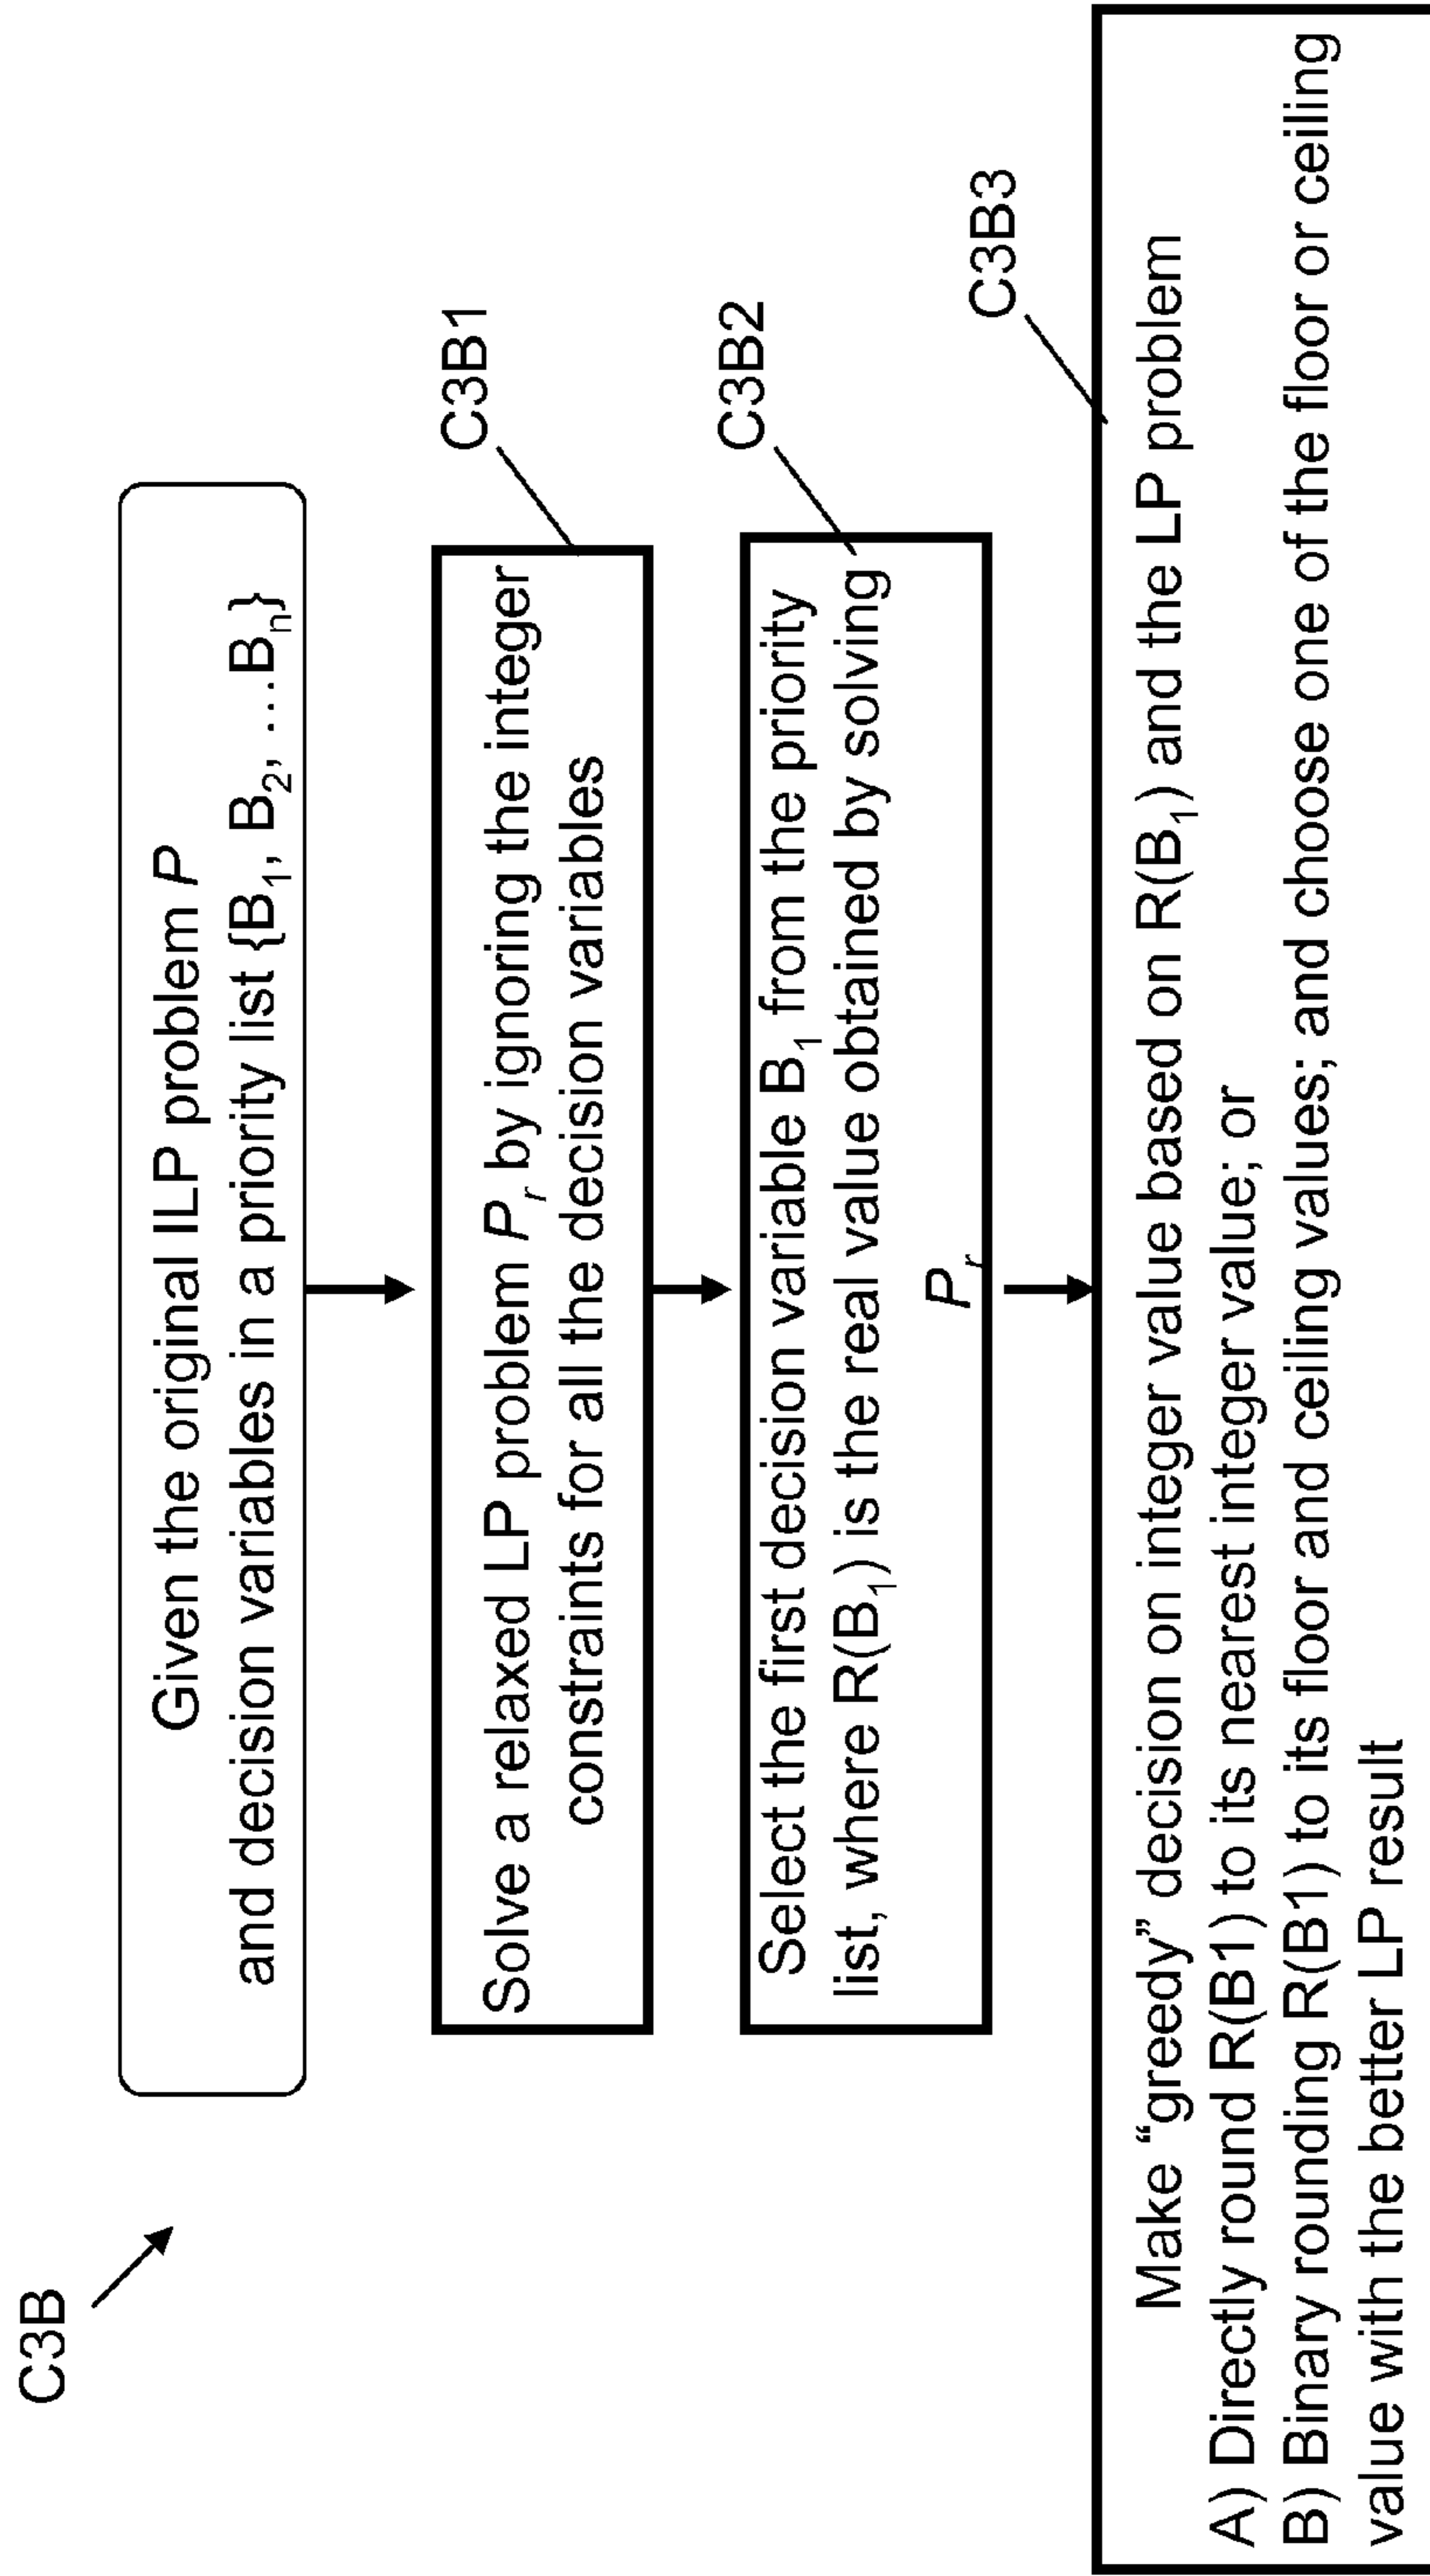 C3B
Given the original ILP problem P
and decision variables in a priority list {B1, B2, …Bn}
C3B1
Solve a relaxed LP problem Pr by ignoring the integer
constraints for all the decision variables
C3B2
Select the first decision variable B1 from the priority
list, where R(B1) is the real value obtained by solving
Pr
C3B3
Make “greedy” decision on integer value based on R(B1) and the LP problem
A) Directly round R(B1) to its nearest integer value; or
B) Binary rounding R(B1) to its floor and ceiling values; and choose one of the floor or ceiling
value with the better LP result